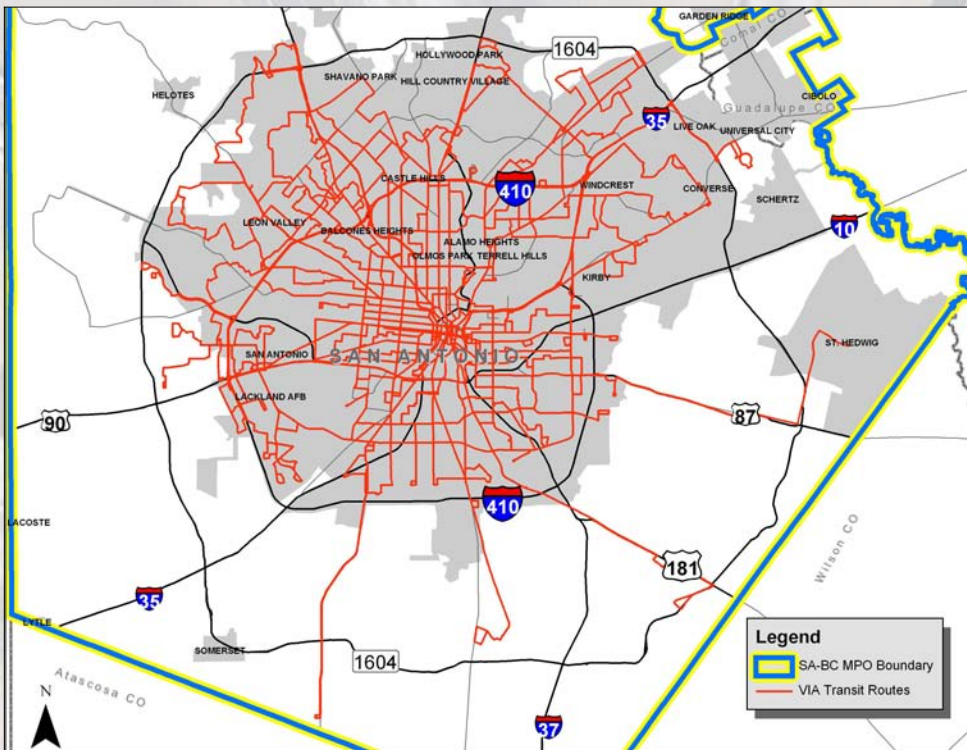 GARDEN RIDGE
Comal CO
HOLLYWOOD PARK
1604
SHAVANO PARK
HILL COUNTRY VILLAGE
HELOTES
CIBOLO
Guadalupe CO
35
LIVE OAK
UNIVERSAL CITY
CASTLE HILLS
410
WINDCREST
CONVERSE
SCHERTZ
LEON VALLEY
BALCONES HEIGHTS
10
ALAMO HEIGHTS
OLMOS PARK
TERRELL HILLS
KIRBY
SAN ANTONIO
SAN ANTONIO
ST. HEDWIG
LACKLAND AFB
90
87
410
LACOSTE
181
Wilson CO
35
LYTLE
SOMERSET
1604
Atascosa CO
N
37
Legend
SA-BC MPO Boundary
VIA Transit Routes